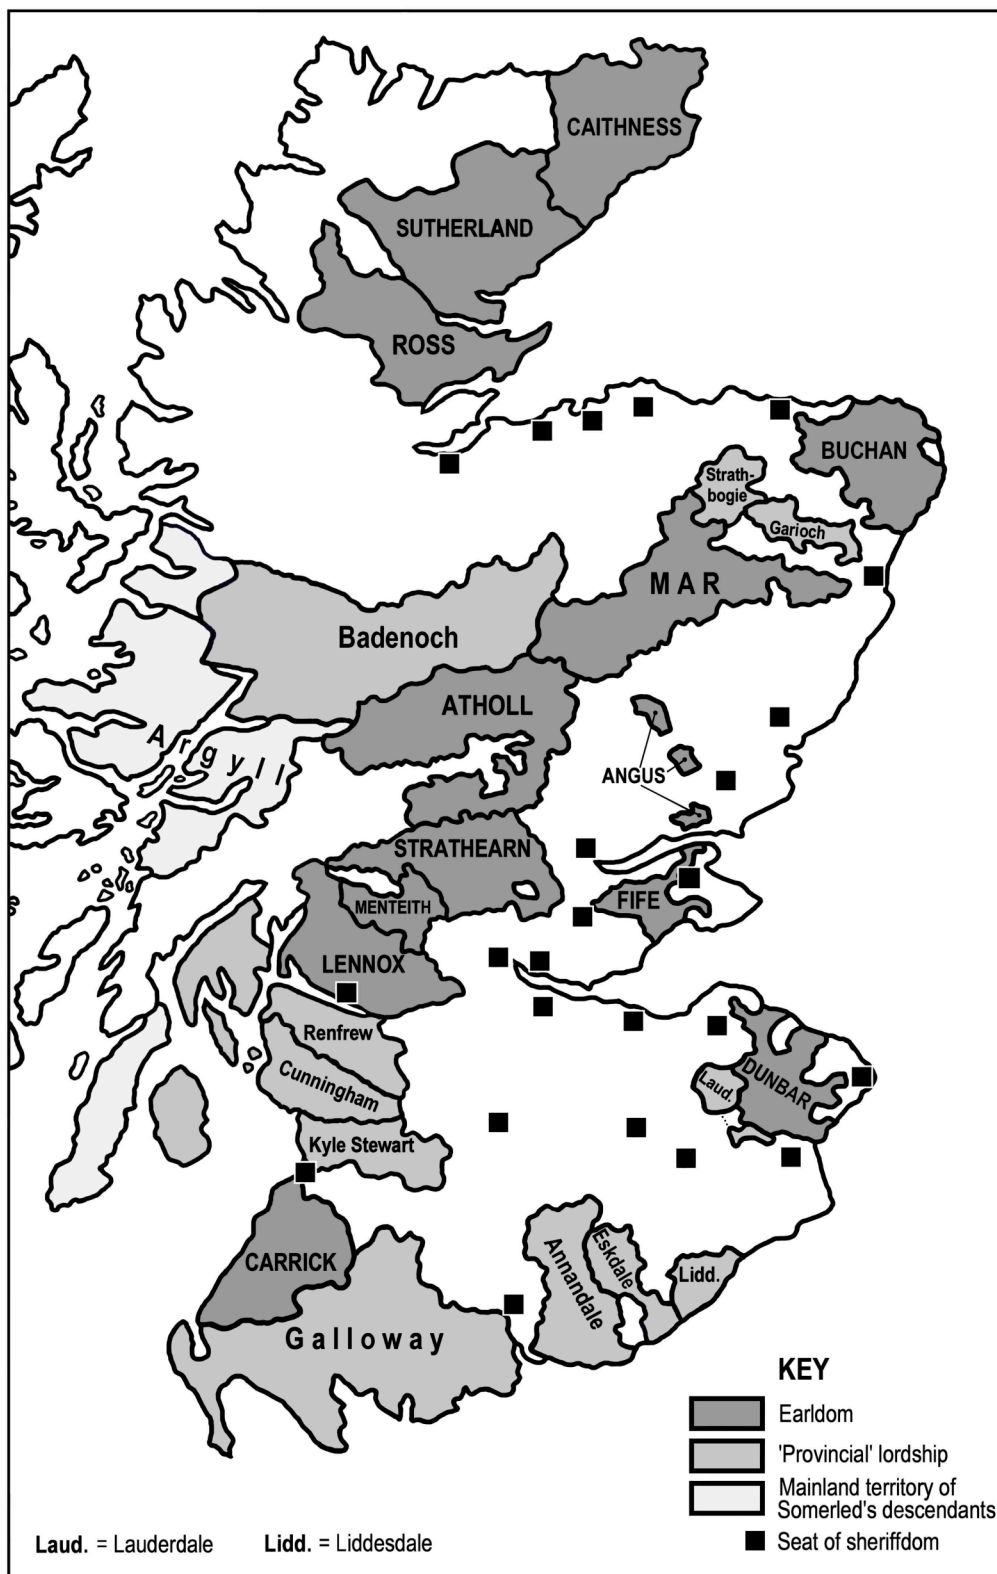 CAITHNESS
SUTHERLAND
ROSS
BUCHAN
Strath-
bogie
Garioch
MAR
Badenoch
ATHOLL
Argyll
ANGUS
STRATHEARN
MENTEITH
FIFE
LENNOX
Renfrew
Cunningham
Kyle Stewart
Laud.
DUNBAR
CARRICK
Galloway
Annandale
Eskdale
Lidd.
KEY
Earldom
'Provincial' lordship
Mainland territory of
Somerled's descendants
Seat of sheriffdom
Laud. = Lauderdale
Lidd. = Liddesdale